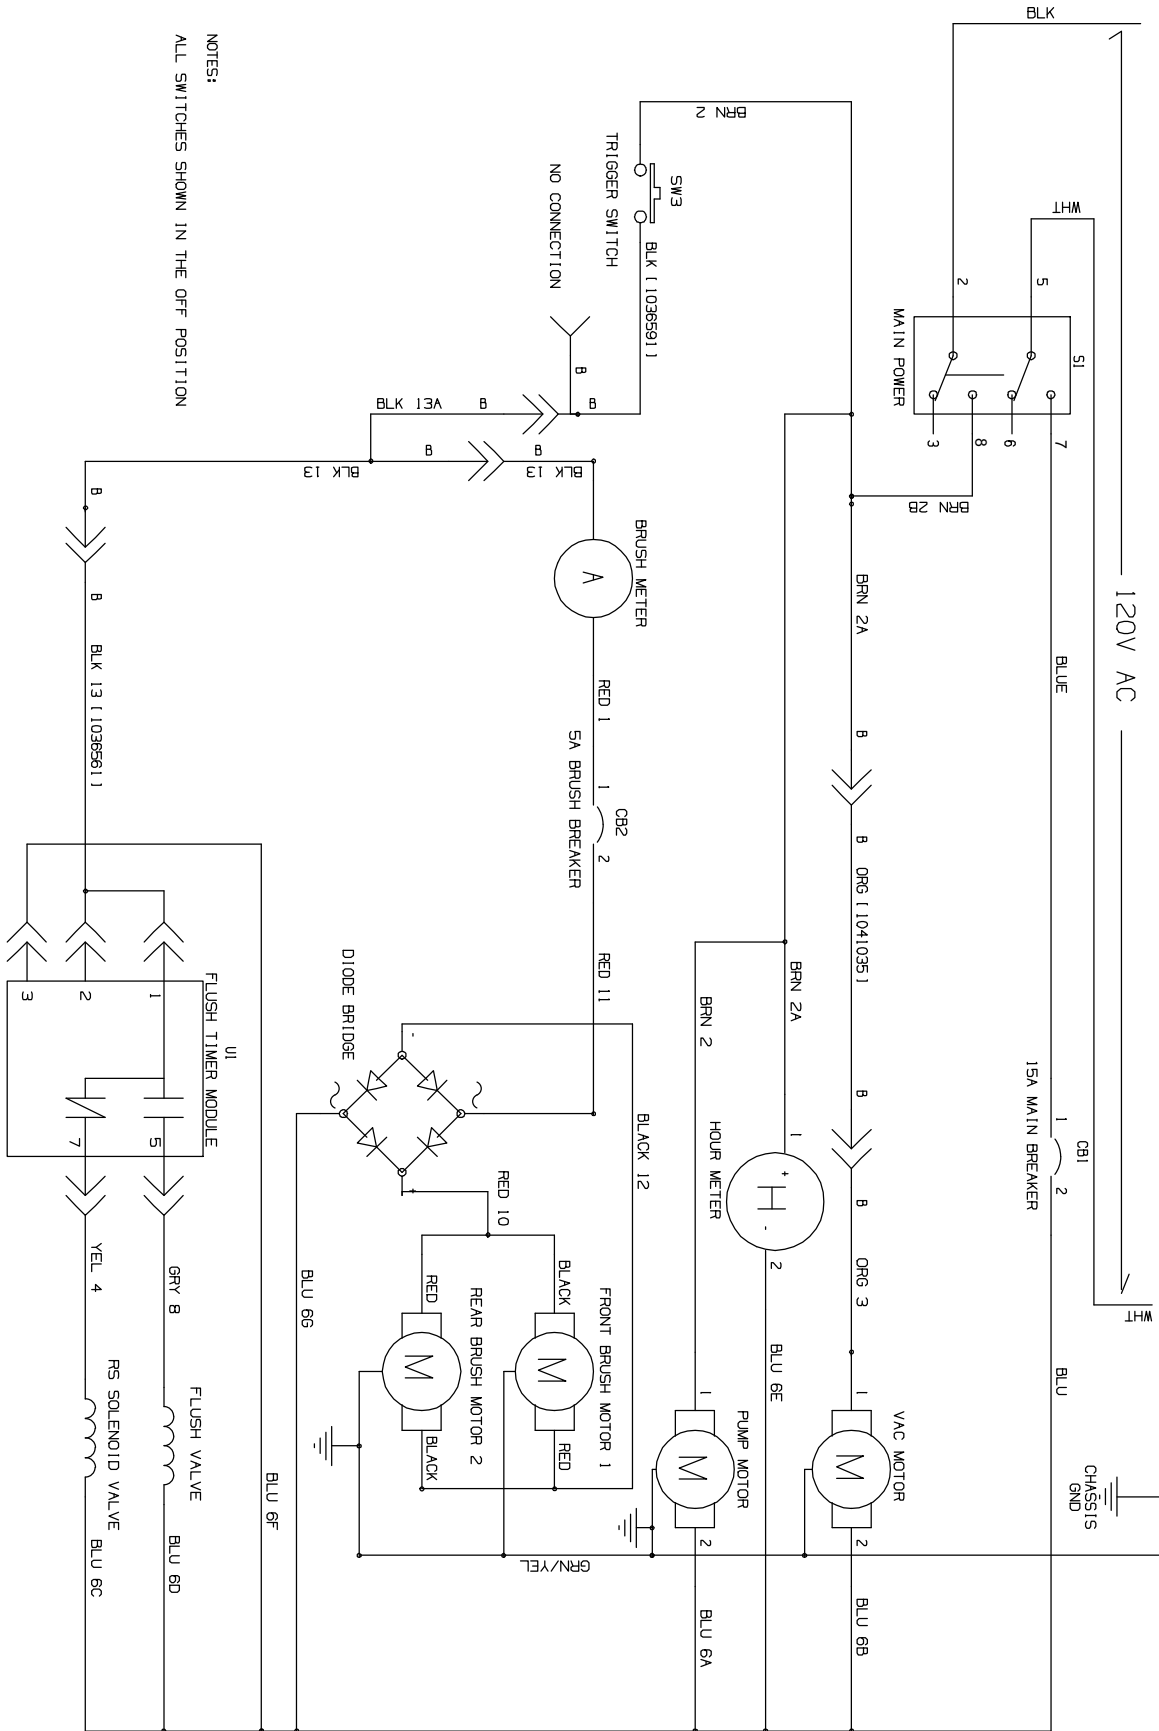 BLK
120V AC
WHT
WHT
2
5
MAIN POWER
S1
3
8
6
7
BRN 2B
BLUE
15A MAIN BREAKER
1
CB1
2
BLU
CHASSIS
GND
BRN 2
SW3
TRIGGER SWITCH
BLK [1036591]
NO CONNECTION
B
B
B
BLK 13A
B
B
BLK 13
BLK 13
BRUSH METER
A
RED 1
1
CB2
2
5A BRUSH BREAKER
RED 11
DIODE BRIDGE
-
+
BLACK 12
RED 10
BLACK
RED
FRONT BRUSH MOTOR 1
M
REAR BRUSH MOTOR 2
M
RED
BLACK
BLU 6G
BRN 2A
B
B
ORG [1041035]
B
B
ORG 3
1
VAC MOTOR
M
2
BLU 6B
BRN 2A
BRN 2
1
HOUR METER
+
H
-
2
BLU 6E
1
PUMP MOTOR
M
2
BLU 6A
GRN/YEL
B
B
BLK 13 [1036561]
U1
FLUSH TIMER MODULE
1
2
3
5
7
GRY 8
FLUSH VALVE
BLU 6D
YEL 4
RS SOLENOID VALVE
BLU 6C
BLU 6F
NOTES:
ALL SWITCHES SHOWN IN THE OFF POSITION